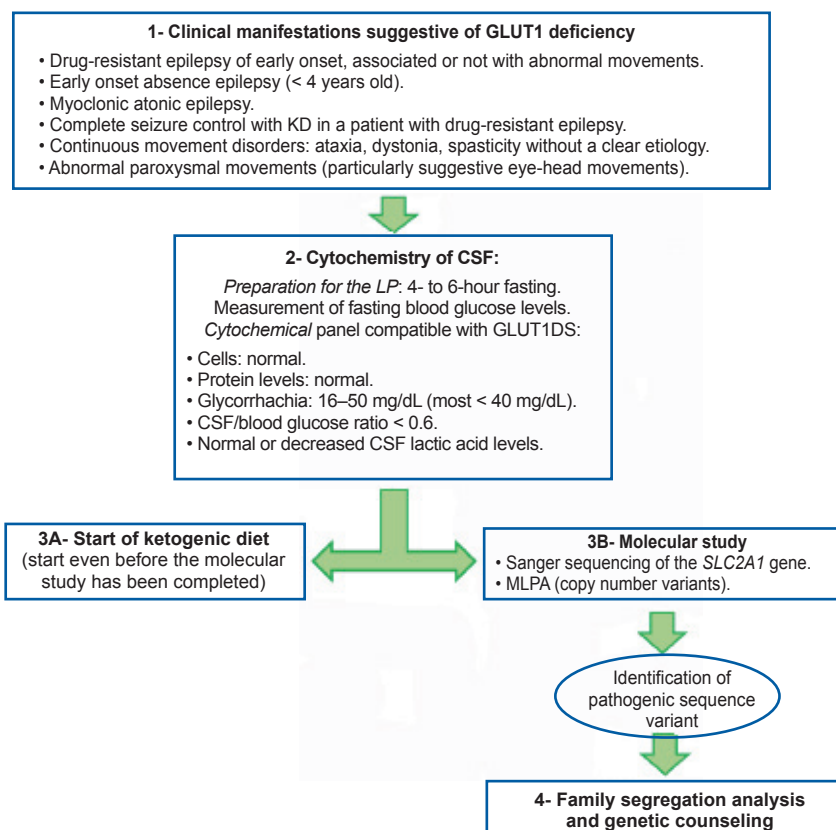 1- Clinical manifestations suggestive of GLUT1 deficiency
• Drug-resistant epilepsy of early onset, associated or not with abnormal movements.
• Early onset absence epilepsy (< 4 years old).
• Myoclonic atonic epilepsy.
• Complete seizure control with KD in a patient with drug-resistant epilepsy.
• Continuous movement disorders: ataxia, dystonia, spasticity without a clear etiology.
• Abnormal paroxysmal movements (particularly suggestive eye-head movements).
2- Cytochemistry of CSF:
Preparation for the LP: 4- to 6-hour fasting.
Measurement of fasting blood glucose levels.
Cytochemical panel compatible with GLUT1DS:
• Cells: normal.
• Protein levels: normal.
• Glycorrhachia: 16–50 mg/dL (most < 40 mg/dL).
• CSF/blood glucose ratio < 0.6.
• Normal or decreased CSF lactic acid levels.
3A- Start of ketogenic diet
(start even before the molecular
study has been completed)
3B- Molecular study
• Sanger sequencing of the SLC2A1 gene.
• MLPA (copy number variants).
Identification of
pathogenic sequence
variant
4- Family segregation analysis
and genetic counseling